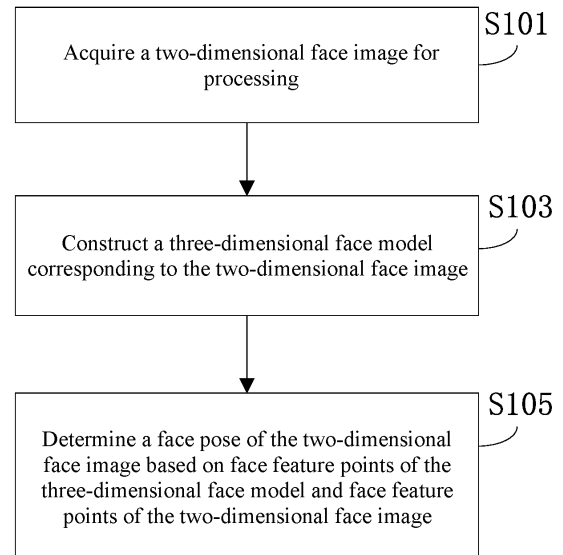 S101
Acquire a two-dimensional face image for
processing
S103
Construct a three-dimensional face model
corresponding to the two-dimensional face image
S105
Determine a face pose of the two-dimensional
face image based on face feature points of the
three-dimensional face model and face feature
points of the two-dimensional face image